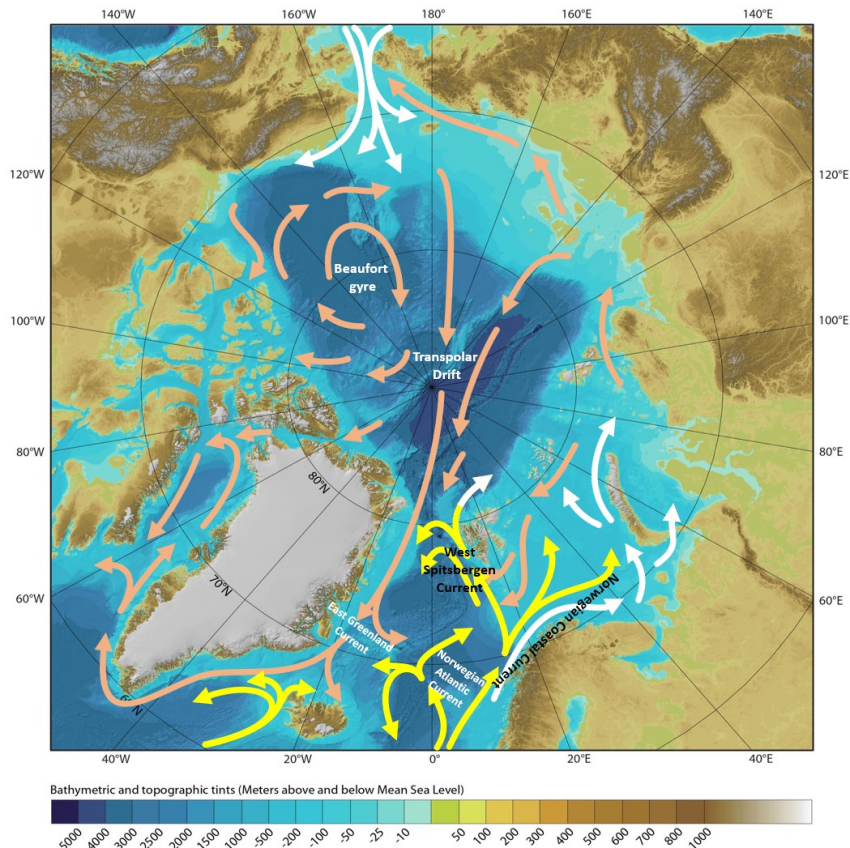 140°W
160°W
180°
160°E
140°E
120°W
120°E
Beaufort
gyre
100°W
100°E
Transpolar
Drift
80°W
80°E
80°N
West
Spitsbergen
Current
70°N
60°W
60°E
East Greenland
Current
Norwegian Coastal Current
Norwegian
Atlantic
Current
60°N
40°W
20°W
0°
20°E
40°E
Bathymetric and topographic tints (Meters above and below Mean Sea Level)
5000 4000 3000 2500 2000 1000 -500 -200 -100 -50 -25 -10 50 100 200 300 400 500 600 700 800 1000